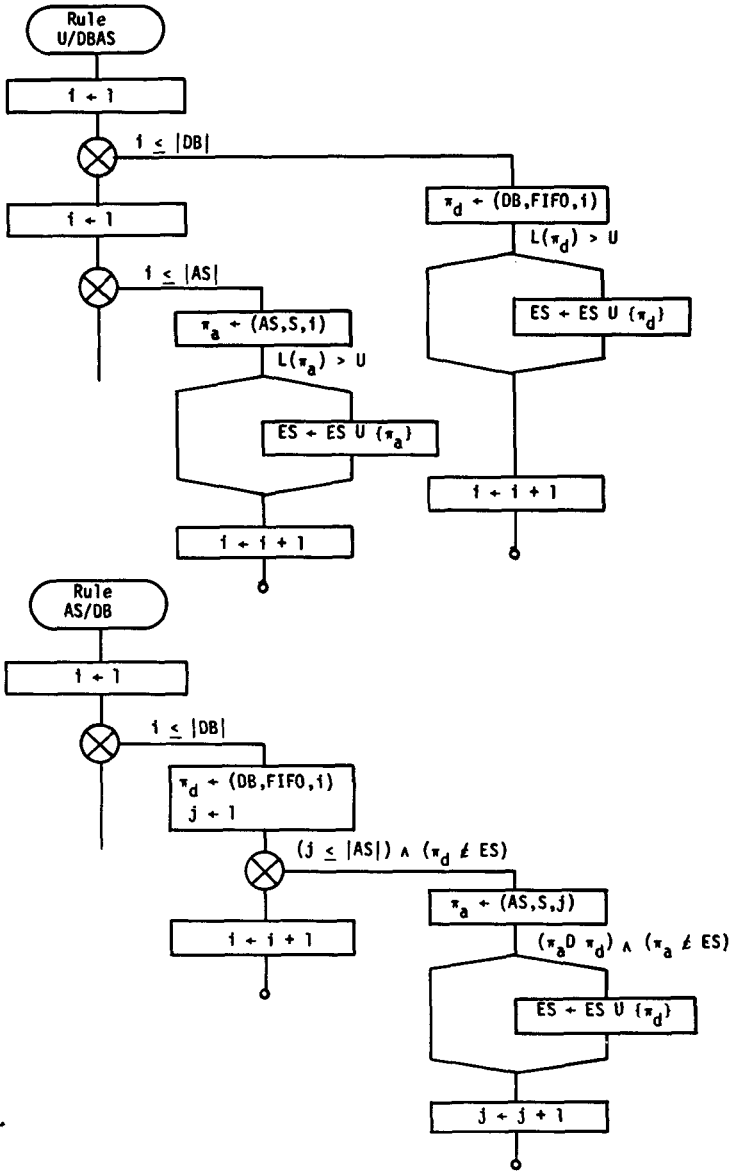 Rule
U/DBAS
i ← 1
i ≤ |DB|
i ← 1
π_d ← (DB,FIFO,i)
L(π_d) > U
i ≤ |AS|
ES ← ES U {π_d}
π_a ← (AS,S,i)
L(π_a) > U
ES ← ES U {π_a}
i ← i + 1
i ← i + 1
Rule
AS/DB
i ← 1
i ≤ |DB|
π_d ← (DB,FIFO,i)
j ← 1
(j ≤ |AS|) ∧ (π_d ∉ ES)
π_a ← (AS,S,j)
i ← i + 1
(π_a D π_d) ∧ (π_a ∉ ES)
ES ← ES U {π_d}
j ← j + 1